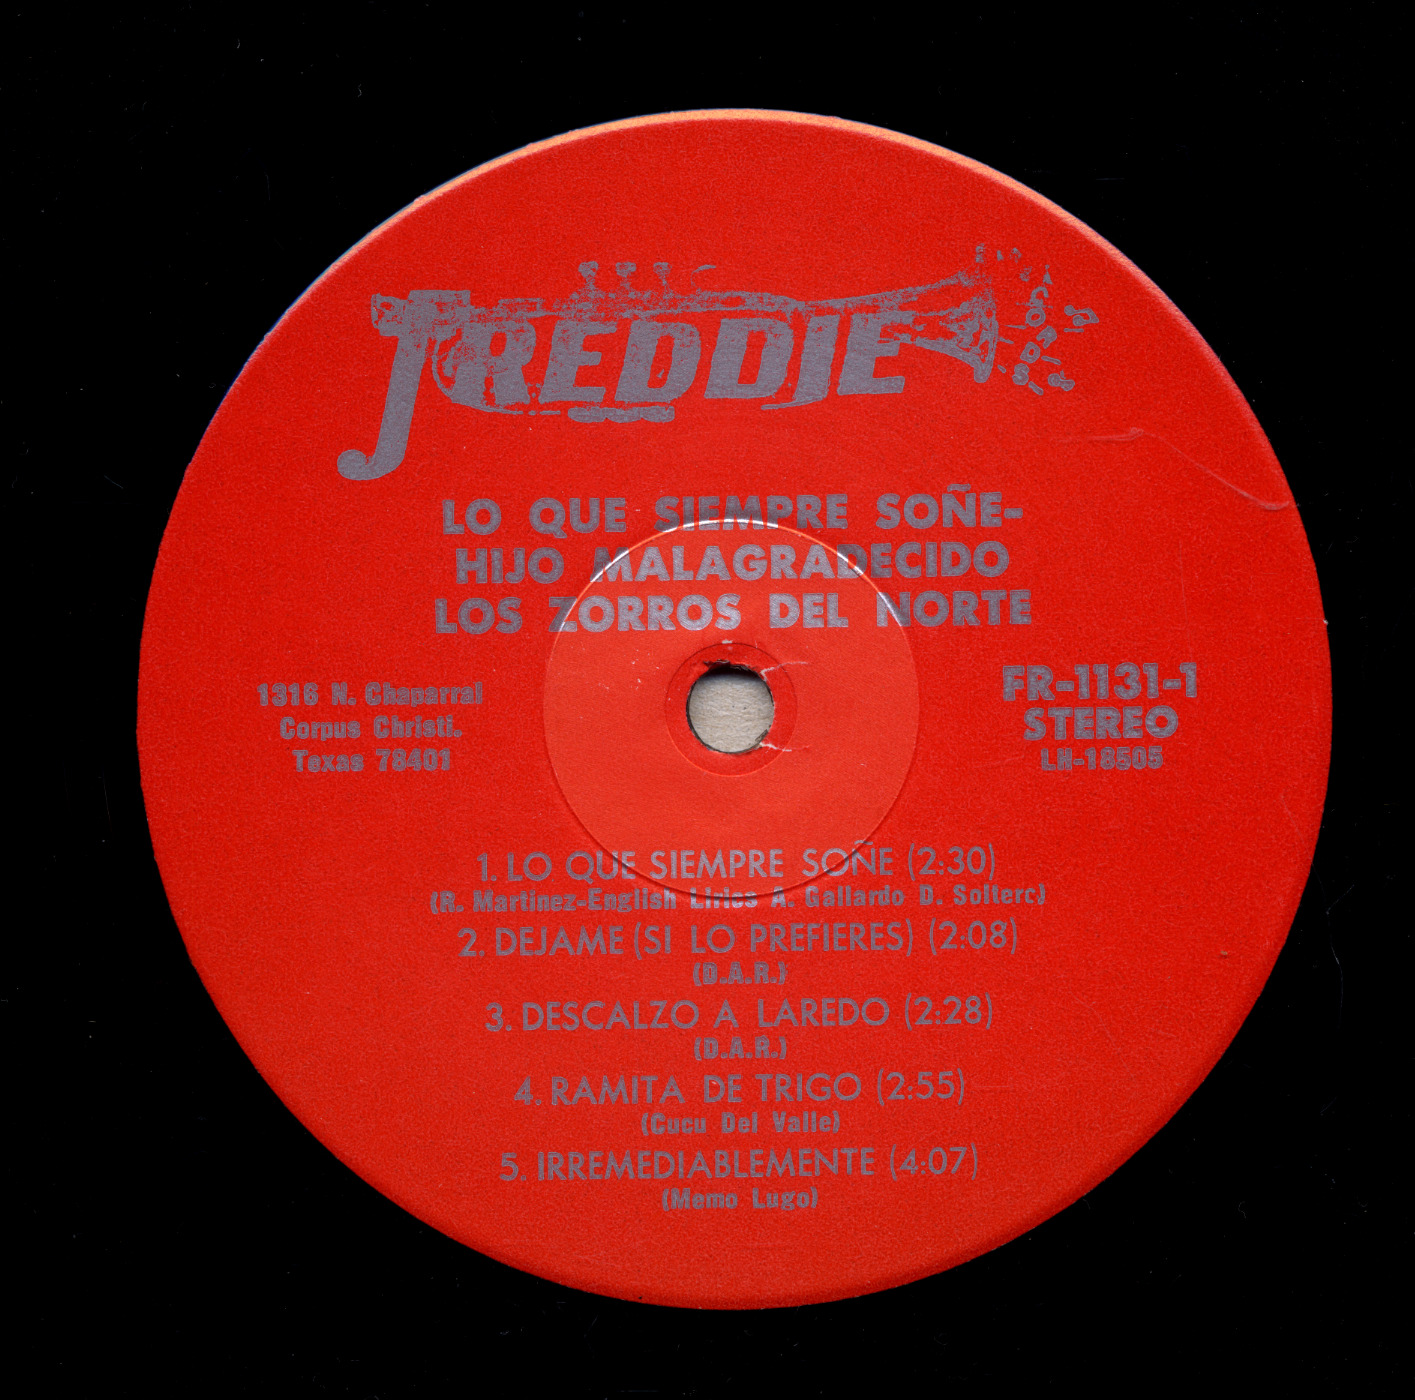 FREDDIE
RECORDS
LO QUE SIEMPRE SOÑE-
HIJO MALAGRADECIDO
LOS ZORROS DEL NORTE
1316 N. Chaparral
Corpus Christi.
Texas 78401
FR-1131-1
STEREO
LH-18505
1. LO QUE SIEMPRE SOÑE (2:30)
(R. Martinez-English Lirics A. Gallardo D. Solterc)
2. DEJAME (SI LO PREFIERES) (2:08)
(D.A.R.)
3. DESCALZO A LAREDO (2:28)
(D.A.R.)
4. RAMITA DE TRIGO (2:55)
(Cucu Del Valle)
5. IRREMEDIABLEMENTE (4:07)
(Memo Lugo)